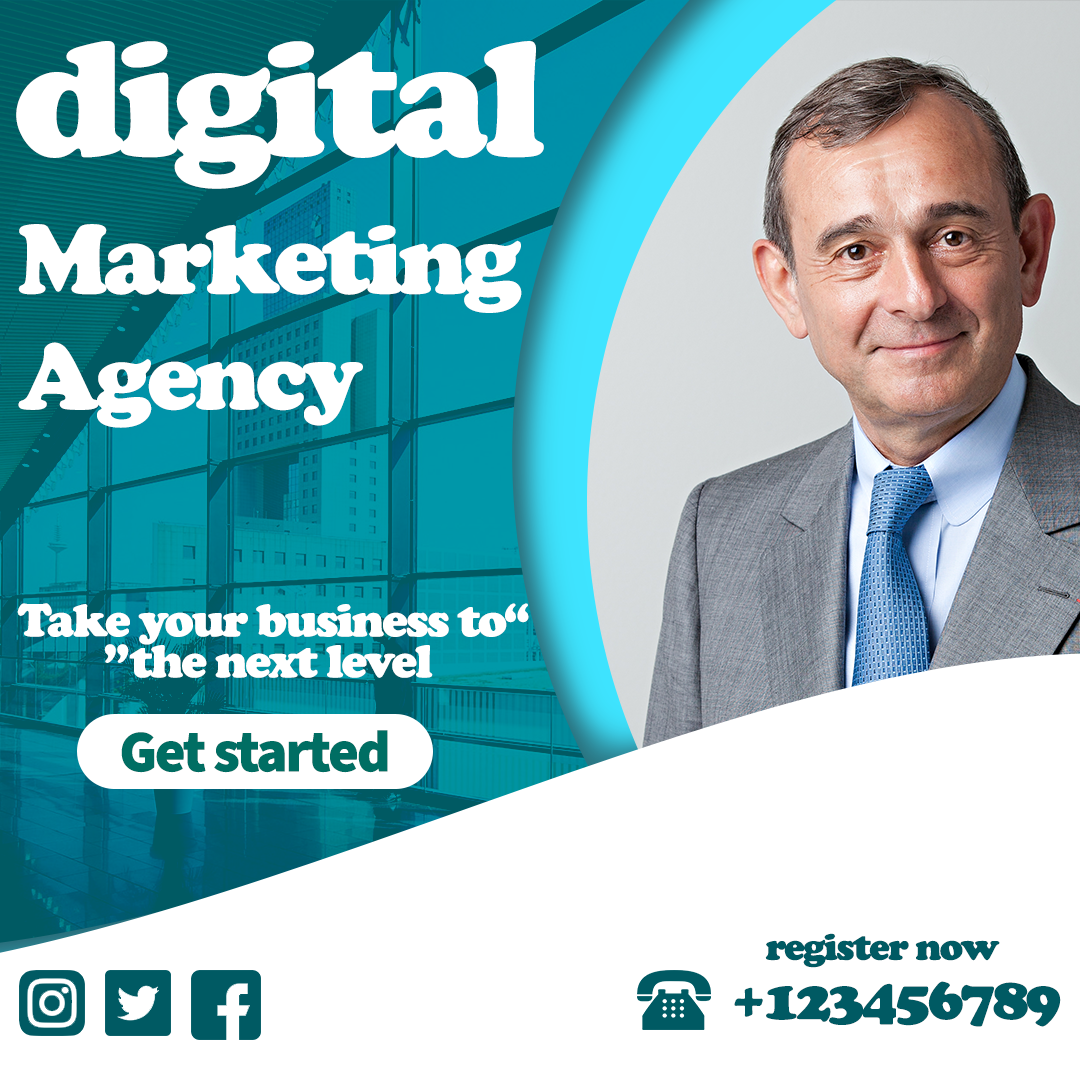 digital
Marketing
Agency
Take your business to“
”the next level
Get started
register now
+123456789